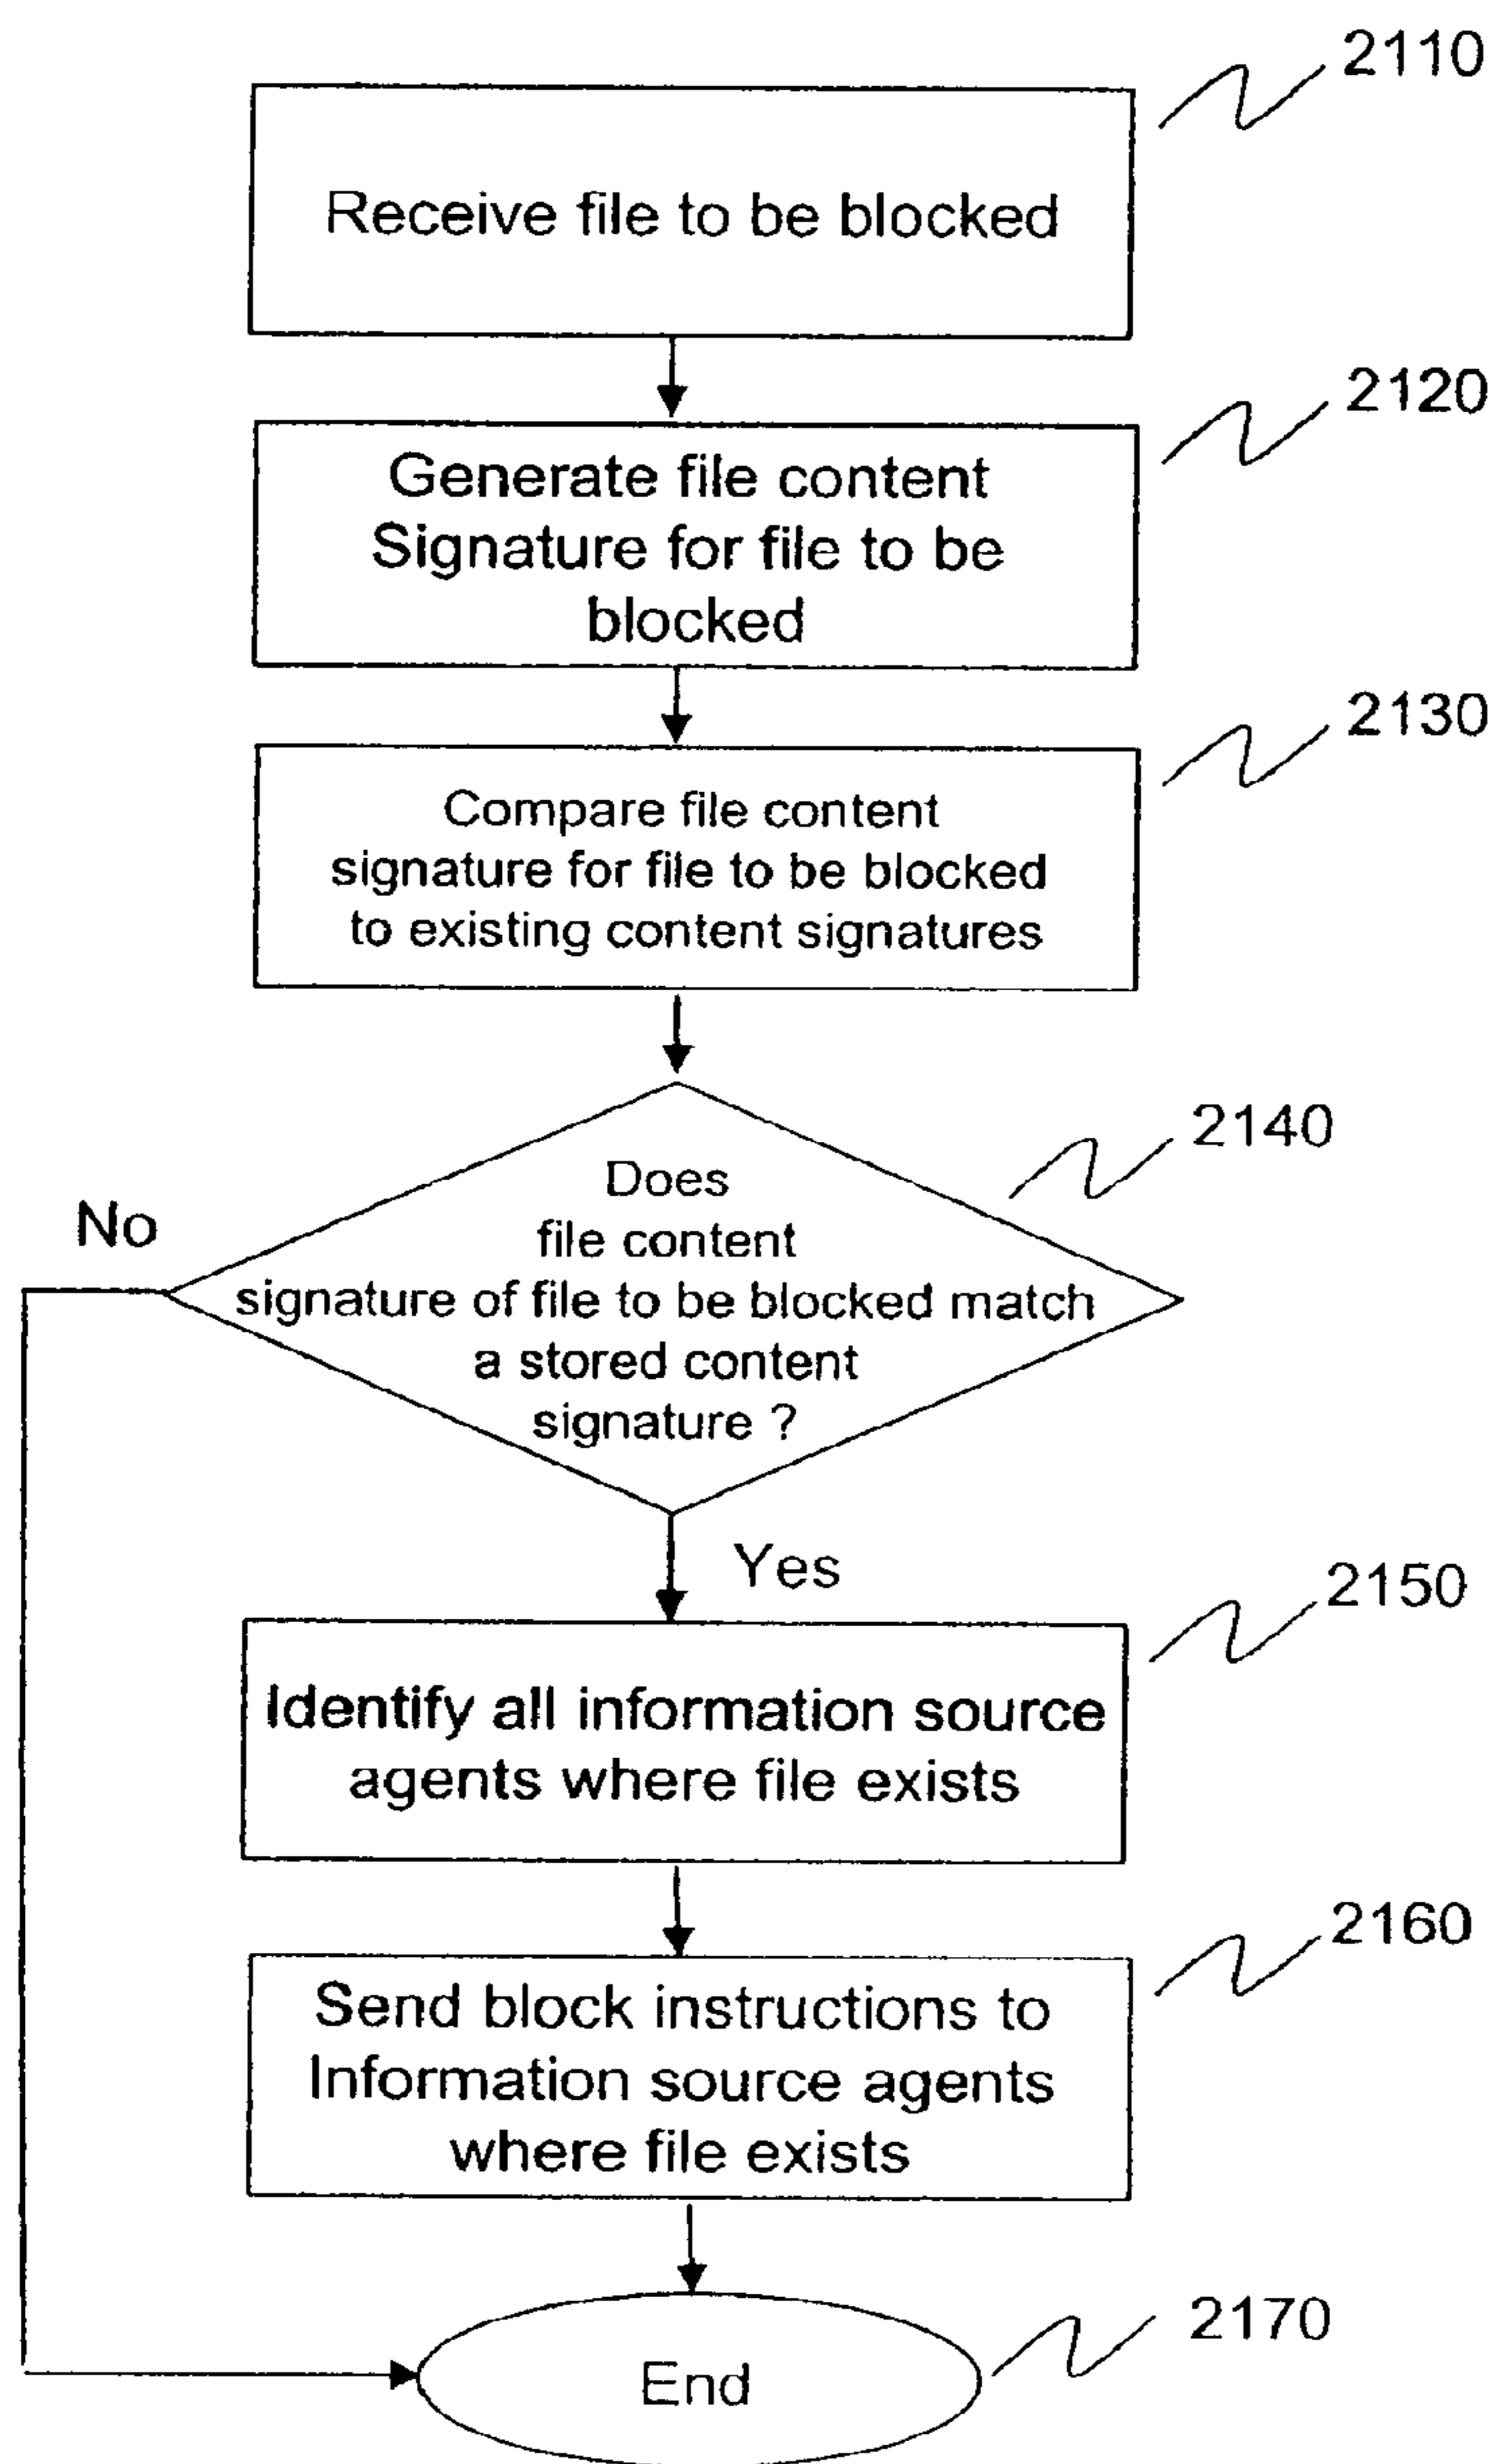 2110
Receive file to be blocked
2120
Generate file content
Signature for file to be
blocked
2130
Compare file content
signature for file to be blocked
to existing content signatures
2140
No
Does
file content
signature of file to be blocked match
a stored content
signature ?
Yes
2150
Identify all information source
agents where file exists
2160
Send block instructions to
Information source agents
where file exists
2170
End